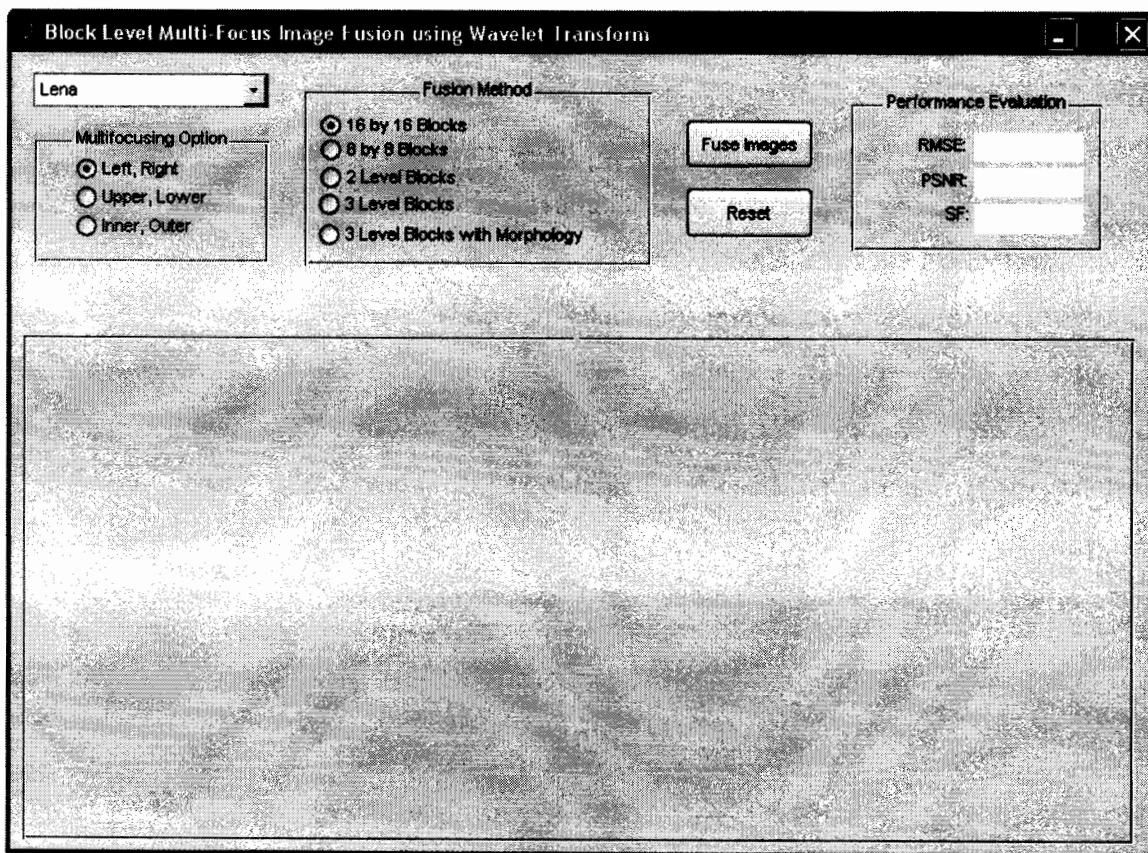 Block Level Multi-Focus Image Fusion using Wavelet Transform
Lena
Multifocusing Option
Left, Right
Upper, Lower
Inner, Outer
Fusion Method
16 by 16 Blocks
8 by 8 Blocks
2 Level Blocks
3 Level Blocks
3 Level Blocks with Morphology
Fuse Images
Reset
Performance Evaluation
RMSE:
PSNR:
SF: